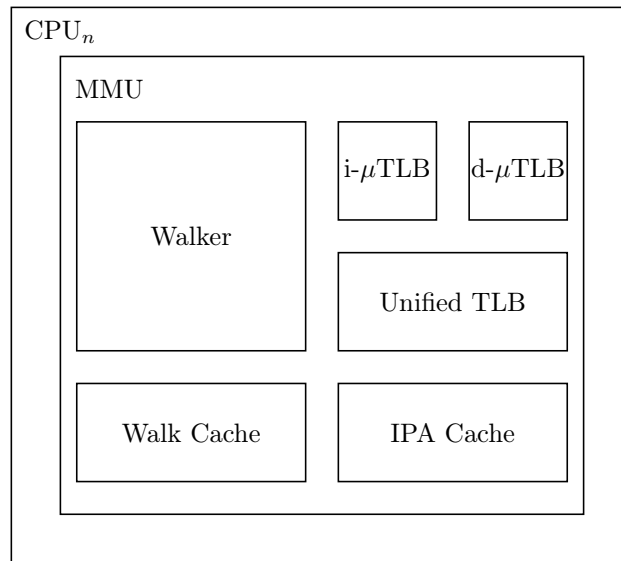 CPUₙ
MMU
i-μTLB d-μTLB
Walker
Unified TLB
Walk Cache IPA Cache